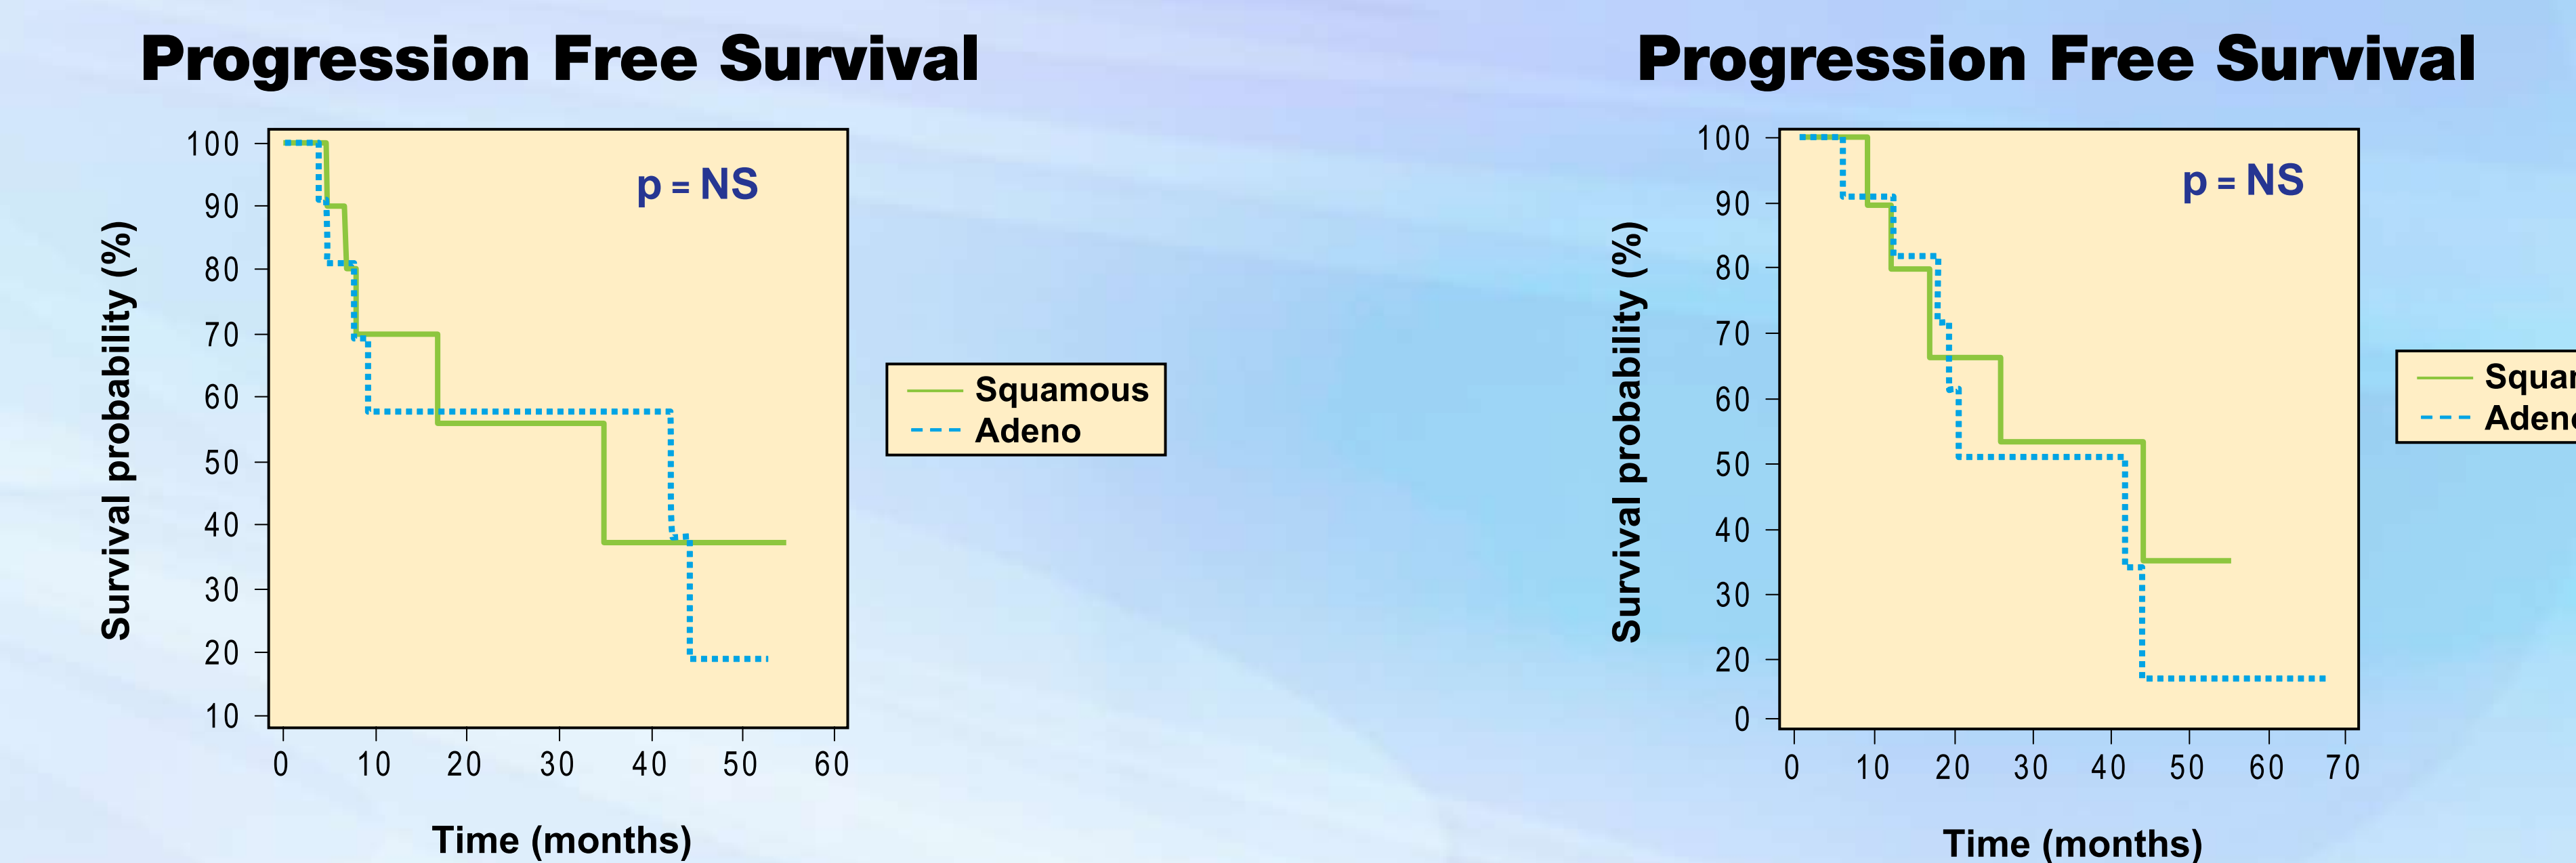 Progression Free Survival
Survival probability (%)
100
90
80
70
60
50
40
30
20
10
p = NS
0 10 20 30 40 50 60
Time (months)
Squamous
Adeno
Progression Free Survival
Survival probability (%)
100
90
80
70
60
50
40
30
20
0
p = NS
0 10 20 30 40 50 60 70
Time (months)